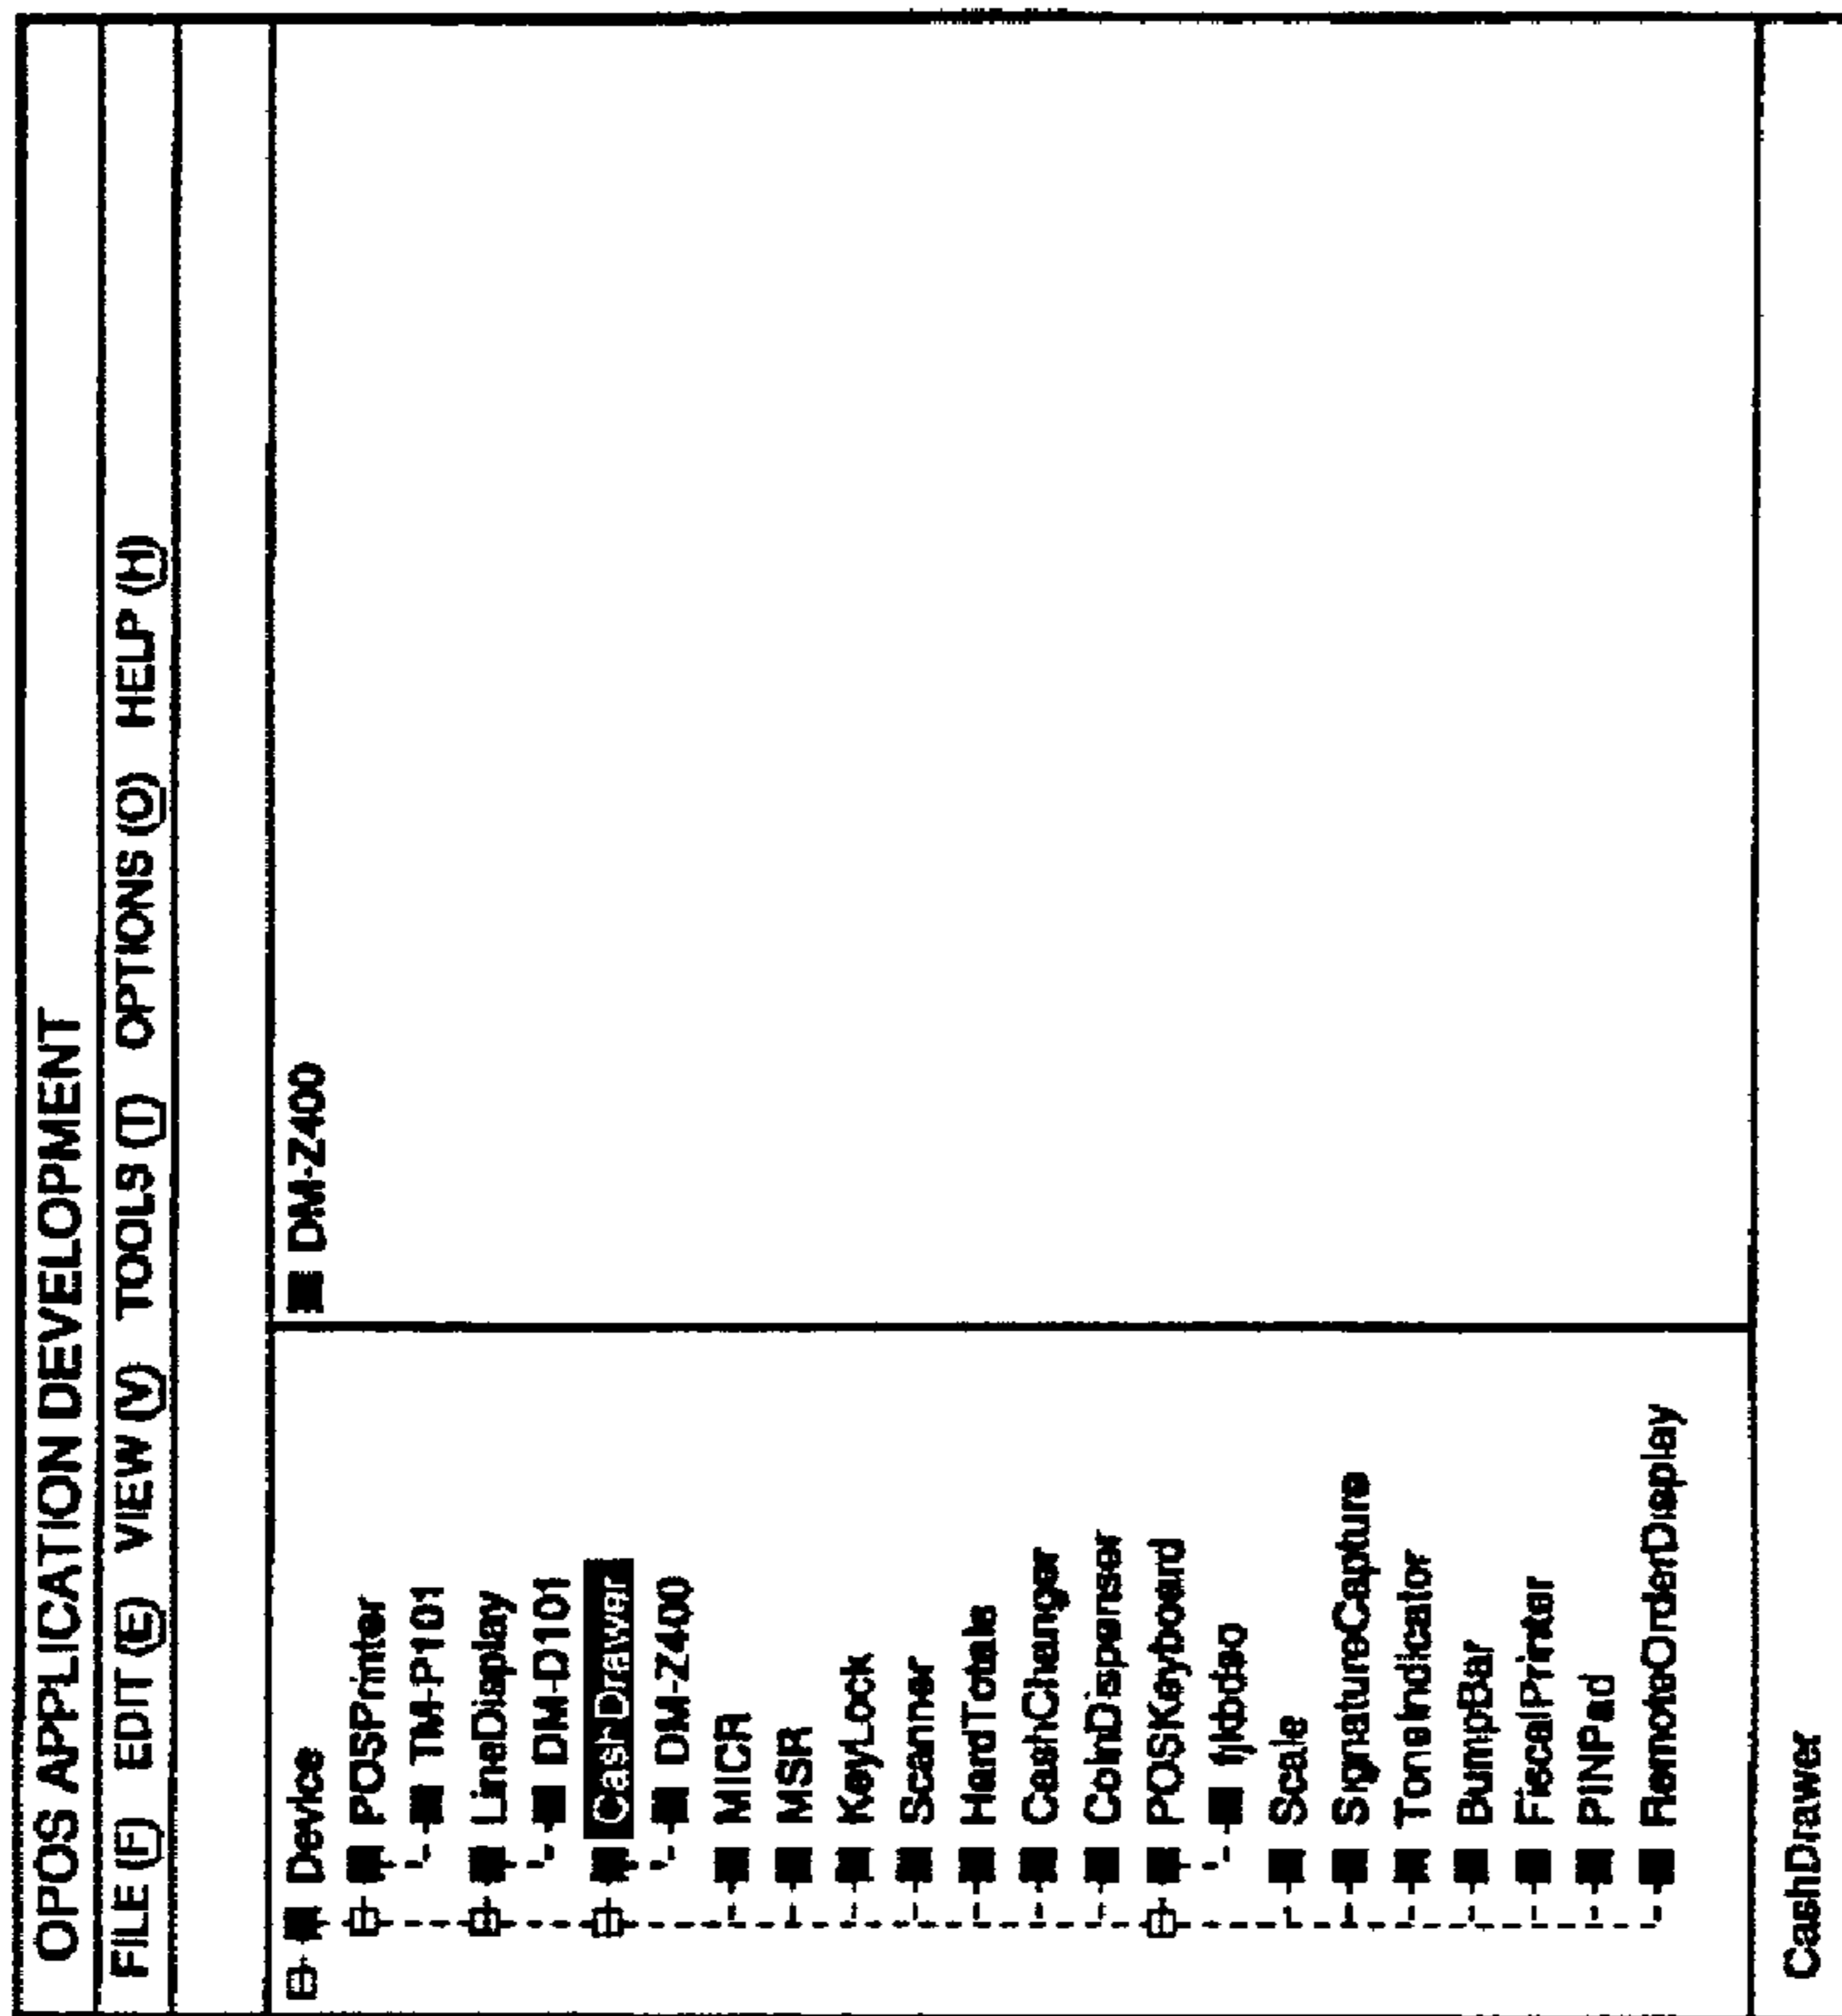 OPOS APPLICATION DEVELOPMENT
FILE (F) EDIT (E) VIEW (V) TOOLS (T) OPTIONS (O) HELP (H)
Device
POSPrinter
TM-P101
LineDisplay
DM-D101
CashDrawer
DM-Z400
MICR
MSR
KeyLock
Scanner
HardTotals
CashChanger
CoinDispenser
POSKeyboard
Scale
SignatureCapture
ToneIndicator
BumpBar
FiscalPrinter
PINPad
RemoteOrderDisplay
DM-Z400
CashDrawer